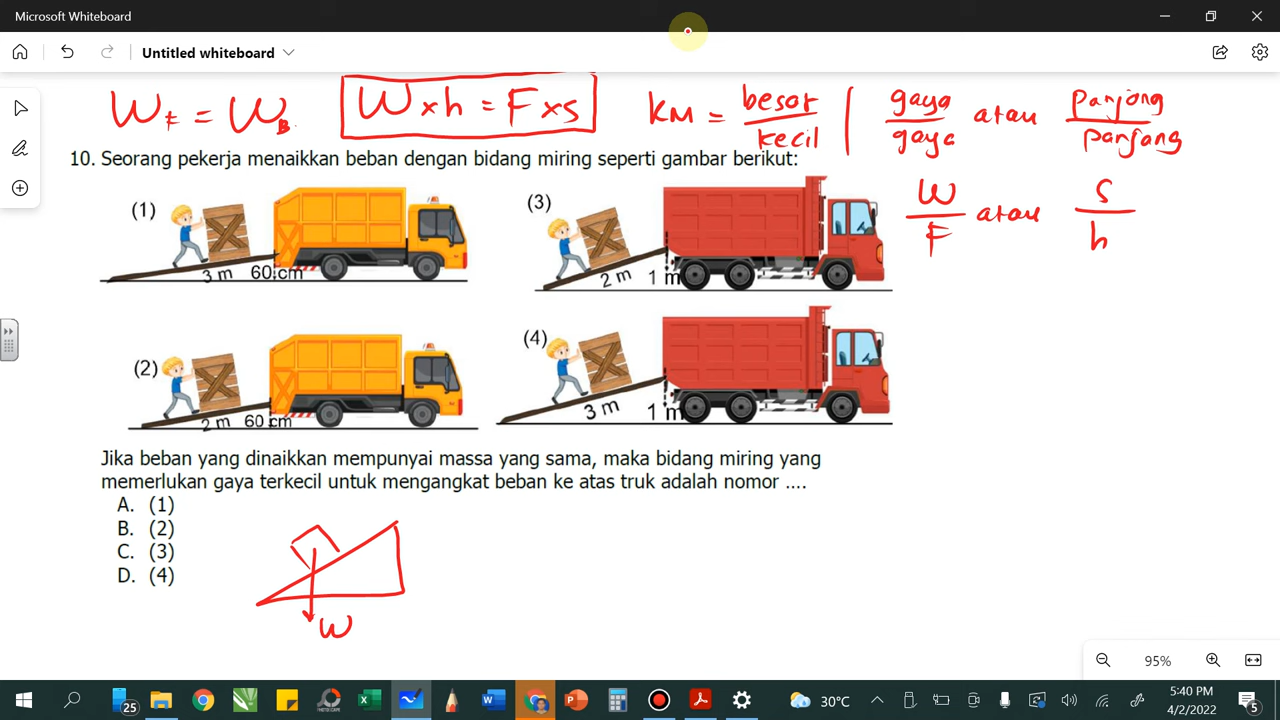 Microsoft Whiteboard
Untitled whiteboard
W_F = W_B.
W x h = F x s
KM = besar / kecil | gaya / gaya atau panjang / panjang
W / F atau s / h
10. Seorang pekerja menaikkan beban dengan bidang miring seperti gambar berikut:
(1)
3 m 60 cm
(3)
2 m 1 m
(2)
2 m 60 cm
(4)
3 m 1 m
Jika beban yang dinaikkan mempunyai massa yang sama, maka bidang miring yang
memerlukan gaya terkecil untuk mengangkat beban ke atas truk adalah nomor ....
A. (1)
B. (2)
C. (3)
D. (4)
W
95%
25
30°C
5:40 PM
4/2/2022
5